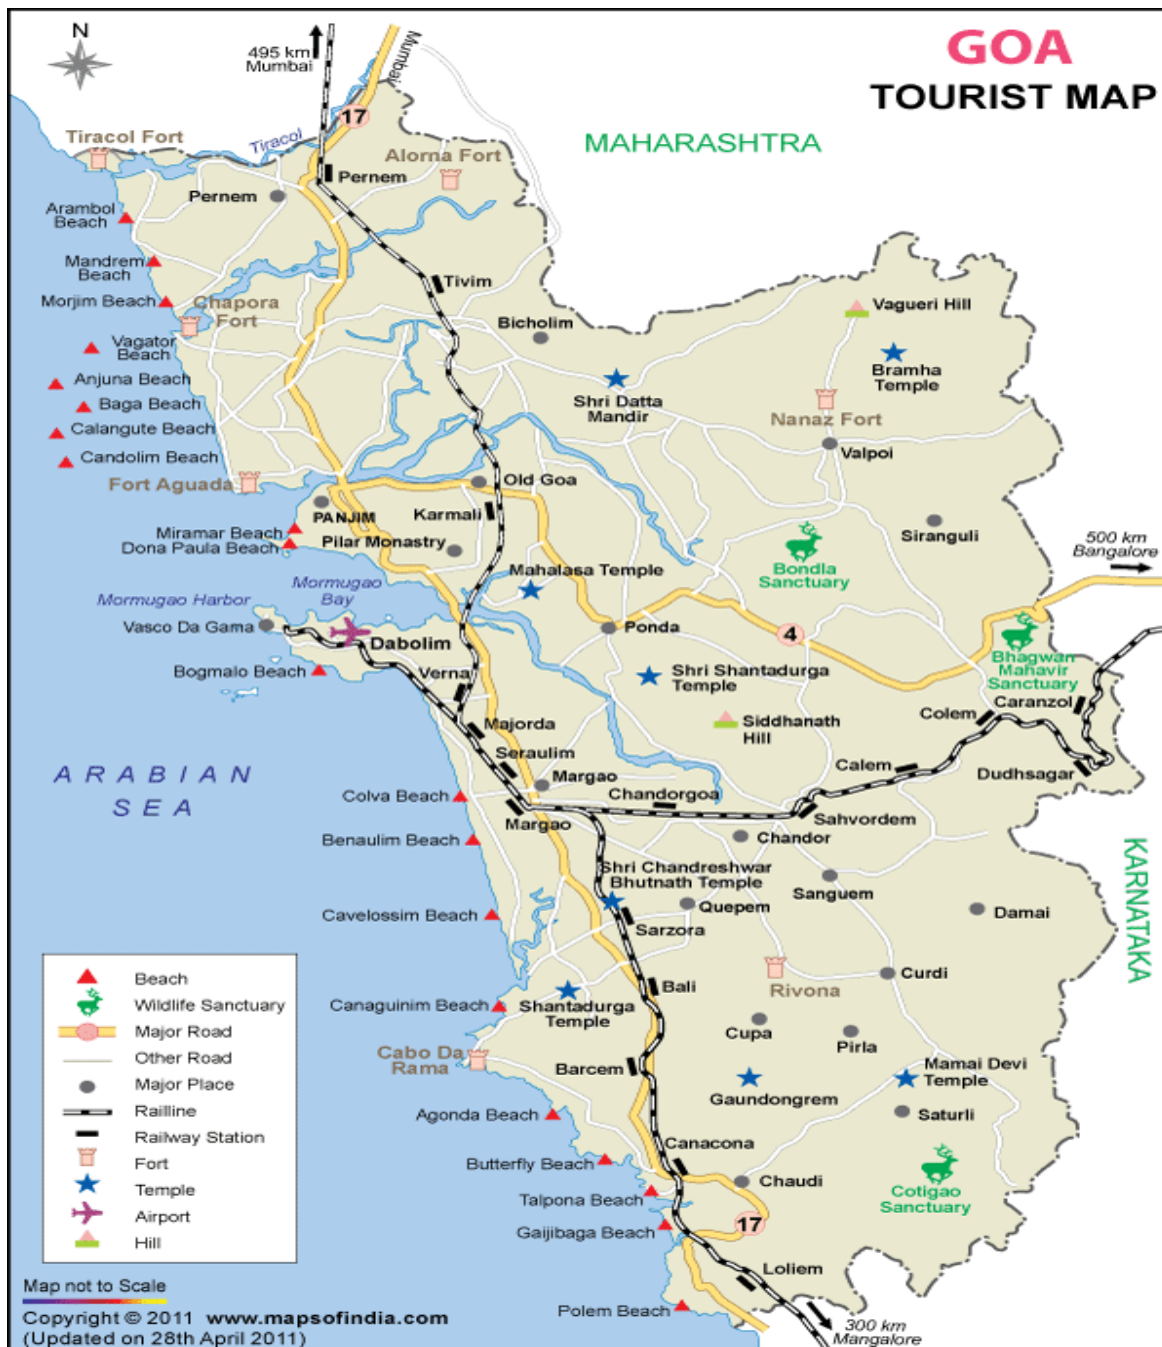 N
495 km
Mumbai
Mumbai
GOA
TOURIST MAP
17
MAHARASHTRA
Tiracol Fort
Tiracol
Alorna Fort
Pernem
Pernem
Arambol
Beach
Mandrem
Beach
Tivim
Morjim Beach
Chapora
Fort
Bicholim
Vagueri Hill
Vagator
Beach
Bramha
Temple
Anjuna Beach
Shri Datta
Mandir
Baga Beach
Nanaz Fort
Calangute Beach
Valpoi
Candolim Beach
Fort Aguada
Old Goa
PANJIM
Karmali
Miramar Beach
Dona Paula Beach
Pilar Monastry
Siranguli
500 km
Bangalore
Bondla
Sanctuary
Mahalasa Temple
Mormugao
Bay
Mormugao Harbor
Vasco Da Gama
Dabolim
Ponda
4
Bhagwan
Mahavir
Sanctuary
Bogmalo Beach
Verna
Shri Shantadurga
Temple
Caranzol
Colem
Majorda
Siddhanath
Hill
Seraulim
ARABIAN
SEA
Margao
Calem
Dudhsagar
Colva Beach
Chandorgoa
Margao
Sahvordem
Benaulim Beach
Chandor
KARNATAKA
Shri Chandreshwar
Bhutnath Temple
Sanguem
Cavelossim Beach
Quepem
Damai
Sarzora
Curdi
Bali
Rivona
Canaguinim Beach
Shantadurga
Temple
Cupa
Pirla
Cabo Da
Rama
Barcem
Mamai Devi
Temple
Gaundongrem
Saturli
Agonda Beach
Canacona
Butterfly Beach
Chaudi
Cotigao
Sanctuary
Talpona Beach
17
Gaijibaga Beach
Loliem
Polem Beach
300 km
Mangalore
Beach
Wildlife Sanctuary
Major Road
Other Road
Major Place
Railline
Railway Station
Fort
Temple
Airport
Hill
Map not to Scale
Copyright © 2011 www.mapsofindia.com
(Updated on 28th April 2011)